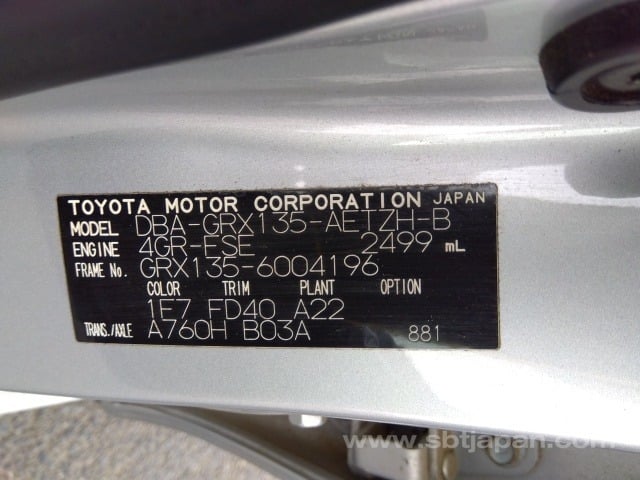 TOYOTA MOTOR CORPORATION JAPAN
MODEL DBA-GRX135-AETZH-B
ENGINE 4GR-FSE 2499 mL
FRAME No. GRX135-6004196
COLOR TRIM PLANT OPTION
1E7 FD40 A22
TRANS./AXLE A760H B03A 881
www.sbtjapan.com